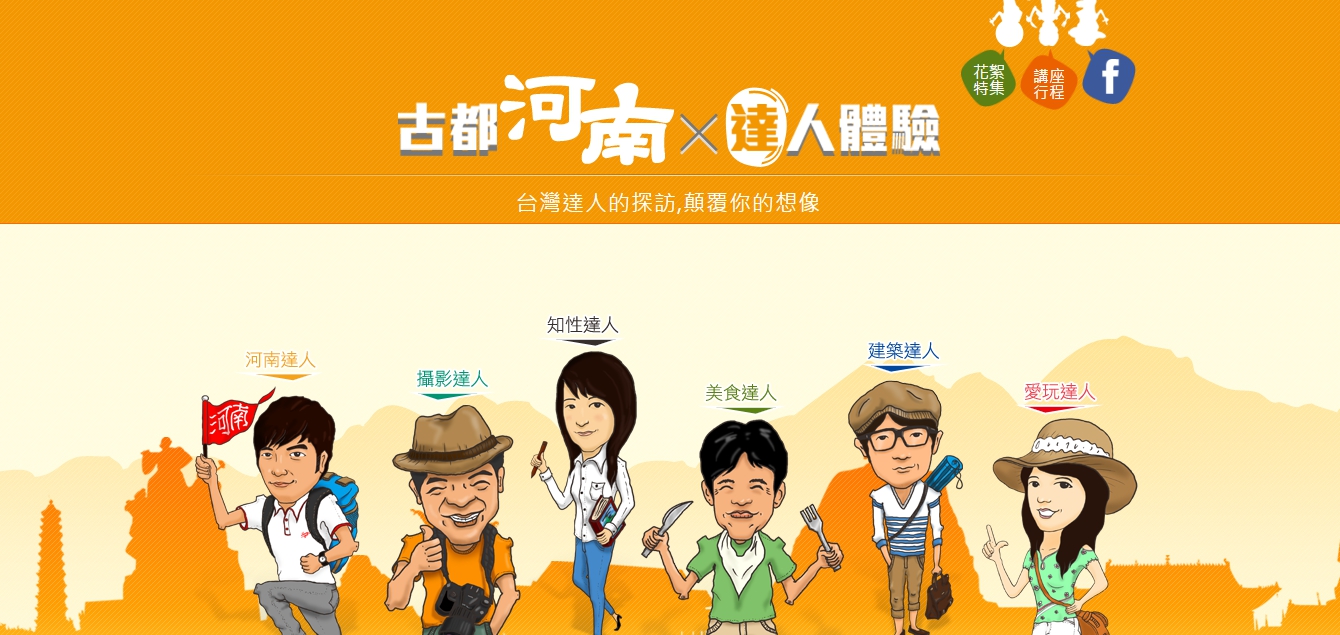 花絮
特集
講座
行程
f
古都河南×達人體驗
台灣達人的探訪,顛覆你的想像
知性達人
建築達人
河南達人
攝影達人
美食達人
愛玩達人
河南